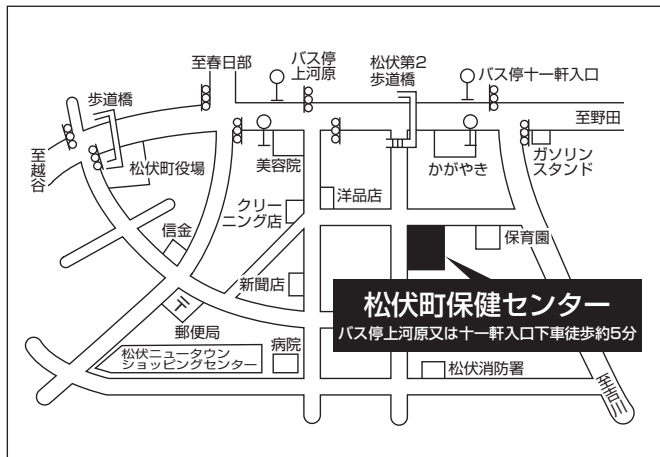 至春日部
バス停
上河原
松伏第2
歩道橋
バス停十一軒入口
歩道橋
至野田
至越谷
松伏町役場
美容院
かがやき
ガソリン
スタンド
クリー
ニング店
洋品店
信金
保育園
新聞店
松伏町保健センター
バス停上河原又は十一軒入口下車徒歩約5分
〒
郵便局
病院
松伏ニュータウン
ショッピングセンター
松伏消防署
至吉川